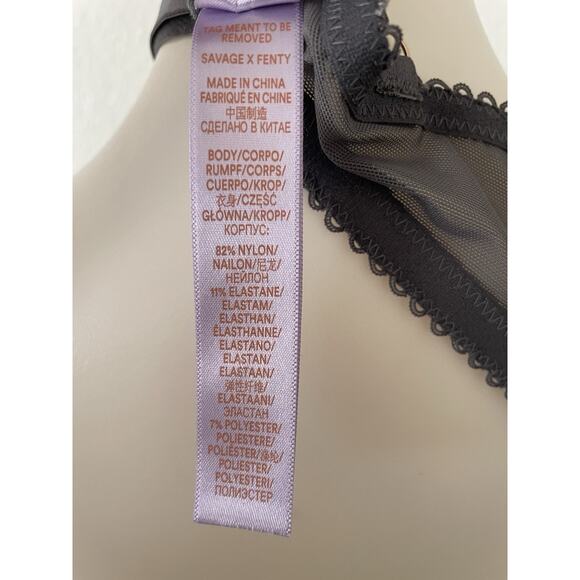 TAG MEANT TO BE
REMOVED
SAVAGE X FENTY
MADE IN CHINA
FABRIQUÉ EN CHINE
中国制造
СДЕЛАНО В КИТАЕ
BODY/CORPO/
RUMPF/CORPS/
CUERPO/KROP/
衣身/CZĘŚĆ
GŁÓWNA/KROPP/
КОРПУС:
82% NYLON/
NAILON/尼龙/
НЕЙЛОН
11% ELASTANE/
ELASTAM/
ELASTHAN/
ÉLASTHANNE/
ELASTANO/
ELASTAN/
ELASTAAN/
弹性纤维/
ELASTAANI/
ЭЛАСТАН
7% POLYESTER/
POLIESTERE/
POLIÉSTER/涤纶/
POLIESTER/
POLYESTERI/
ПОЛИЭСТЕР